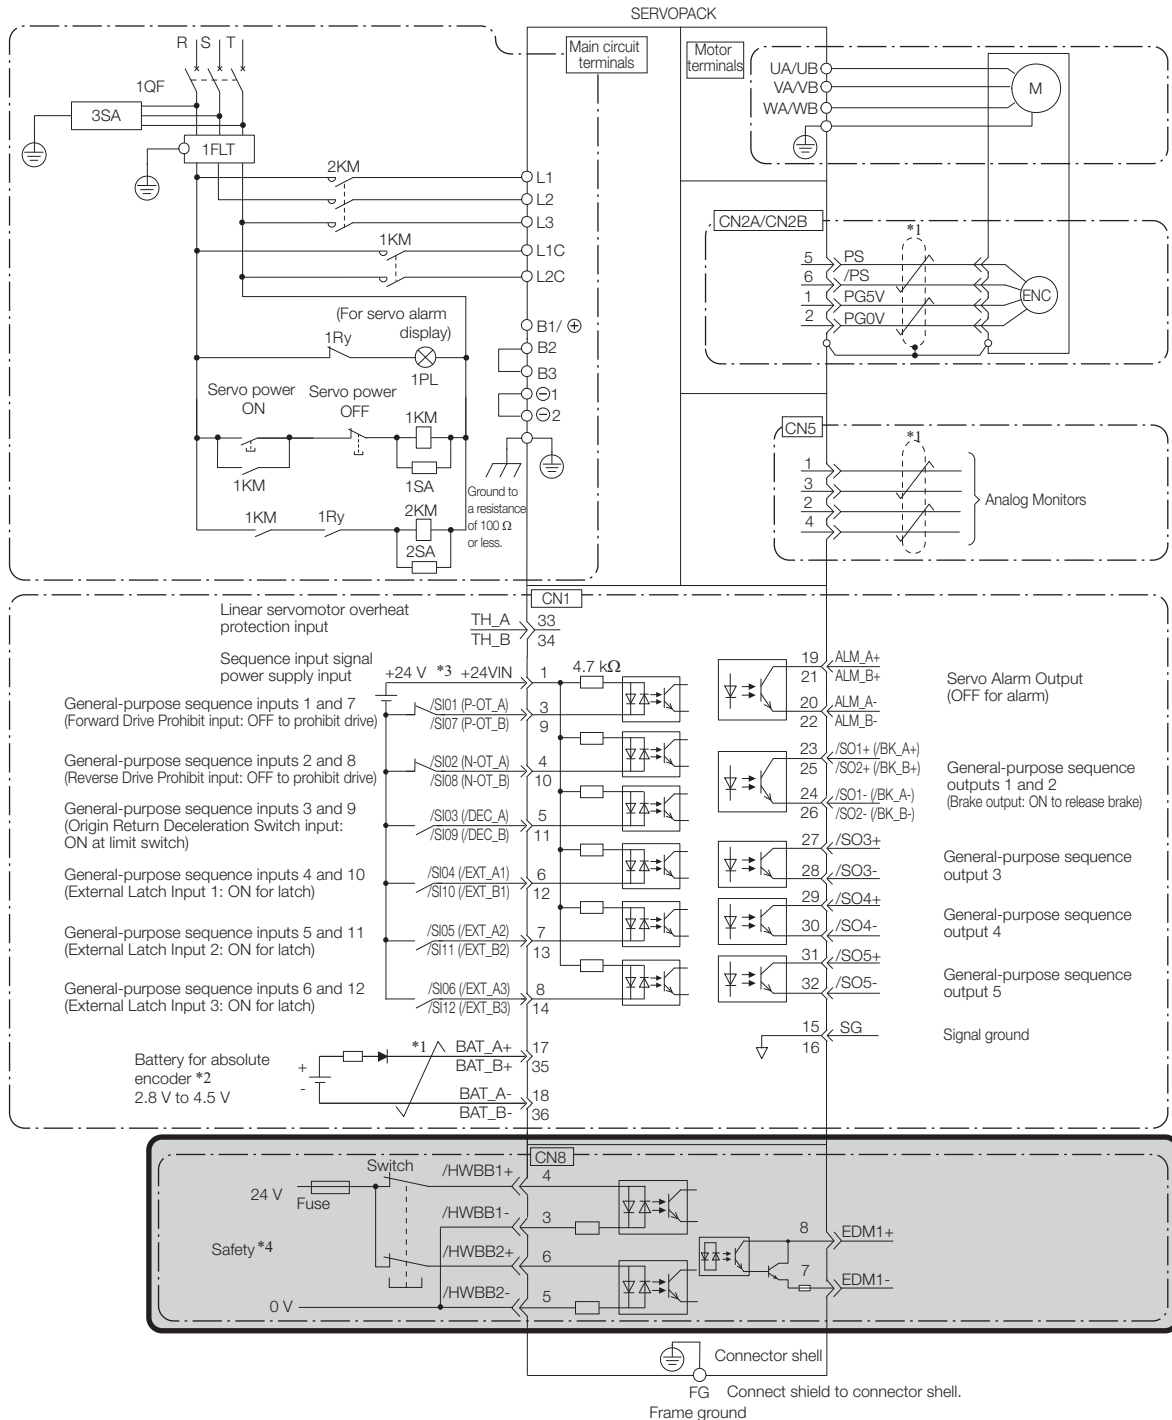 SERVOPACK
R S T
Main circuit
terminals
Motor
terminals
1QF
3SA
1FLT
2KM
L1
L2
L3
1KM
L1C
L2C
(For servo alarm
display)
1Ry
1PL
B1/ ⊕
B2
B3
⊖1
⊖2
Servo power
ON
Servo power
OFF
1KM
1KM
1SA
1KM
1Ry
2KM
2SA
Ground to
a resistance
of 100 Ω
or less.
UA/UB
VA/VB
WA/WB
M
CN2A/CN2B
*1
5 PS
6 /PS
1 PG5V
2 PG0V
ENC
CN5
*1
1
3
2
4
Analog Monitors
CN1
Linear servomotor overheat
protection input
TH_A 33
TH_B 34
Sequence input signal
power supply input
+24 V *3 +24VIN 1 4.7 kΩ
General-purpose sequence inputs 1 and 7
(Forward Drive Prohibit input: OFF to prohibit drive)
/SI01 (P-OT_A) 3
/SI07 (P-OT_B) 9
General-purpose sequence inputs 2 and 8
(Reverse Drive Prohibit input: OFF to prohibit drive)
/SI02 (N-OT_A) 4
/SI08 (N-OT_B) 10
General-purpose sequence inputs 3 and 9
(Origin Return Deceleration Switch input:
ON at limit switch)
/SI03 (/DEC_A) 5
/SI09 (/DEC_B) 11
General-purpose sequence inputs 4 and 10
(External Latch Input 1: ON for latch)
/SI04 (/EXT_A1) 6
/SI10 (/EXT_B1) 12
General-purpose sequence inputs 5 and 11
(External Latch Input 2: ON for latch)
/SI05 (/EXT_A2) 7
/SI11 (/EXT_B2) 13
General-purpose sequence inputs 6 and 12
(External Latch Input 3: ON for latch)
/SI06 (/EXT_A3) 8
/SI12 (/EXT_B3) 14
Battery for absolute
encoder *2
2.8 V to 4.5 V
+
-
*1
BAT_A+ 17
BAT_B+ 35
BAT_A- 18
BAT_B- 36
19 ALM_A+
21 ALM_B+
20 ALM_A-
22 ALM_B-
Servo Alarm Output
(OFF for alarm)
23 /SO1+ (/BK_A+)
25 /SO2+ (/BK_B+)
24 /SO1- (/BK_A-)
26 /SO2- (/BK_B-)
General-purpose sequence
outputs 1 and 2
(Brake output: ON to release brake)
27 /SO3+
28 /SO3-
General-purpose sequence
output 3
29 /SO4+
30 /SO4-
General-purpose sequence
output 4
31 /SO5+
32 /SO5-
General-purpose sequence
output 5
15 SG
16
Signal ground
CN8
Switch
24 V
Fuse
Safety *4
0 V
/HWBB1+ 4
/HWBB1- 3
/HWBB2+ 6
/HWBB2- 5
8 EDM1+
7 EDM1-
Connector shell
FG Connect shield to connector shell.
Frame ground